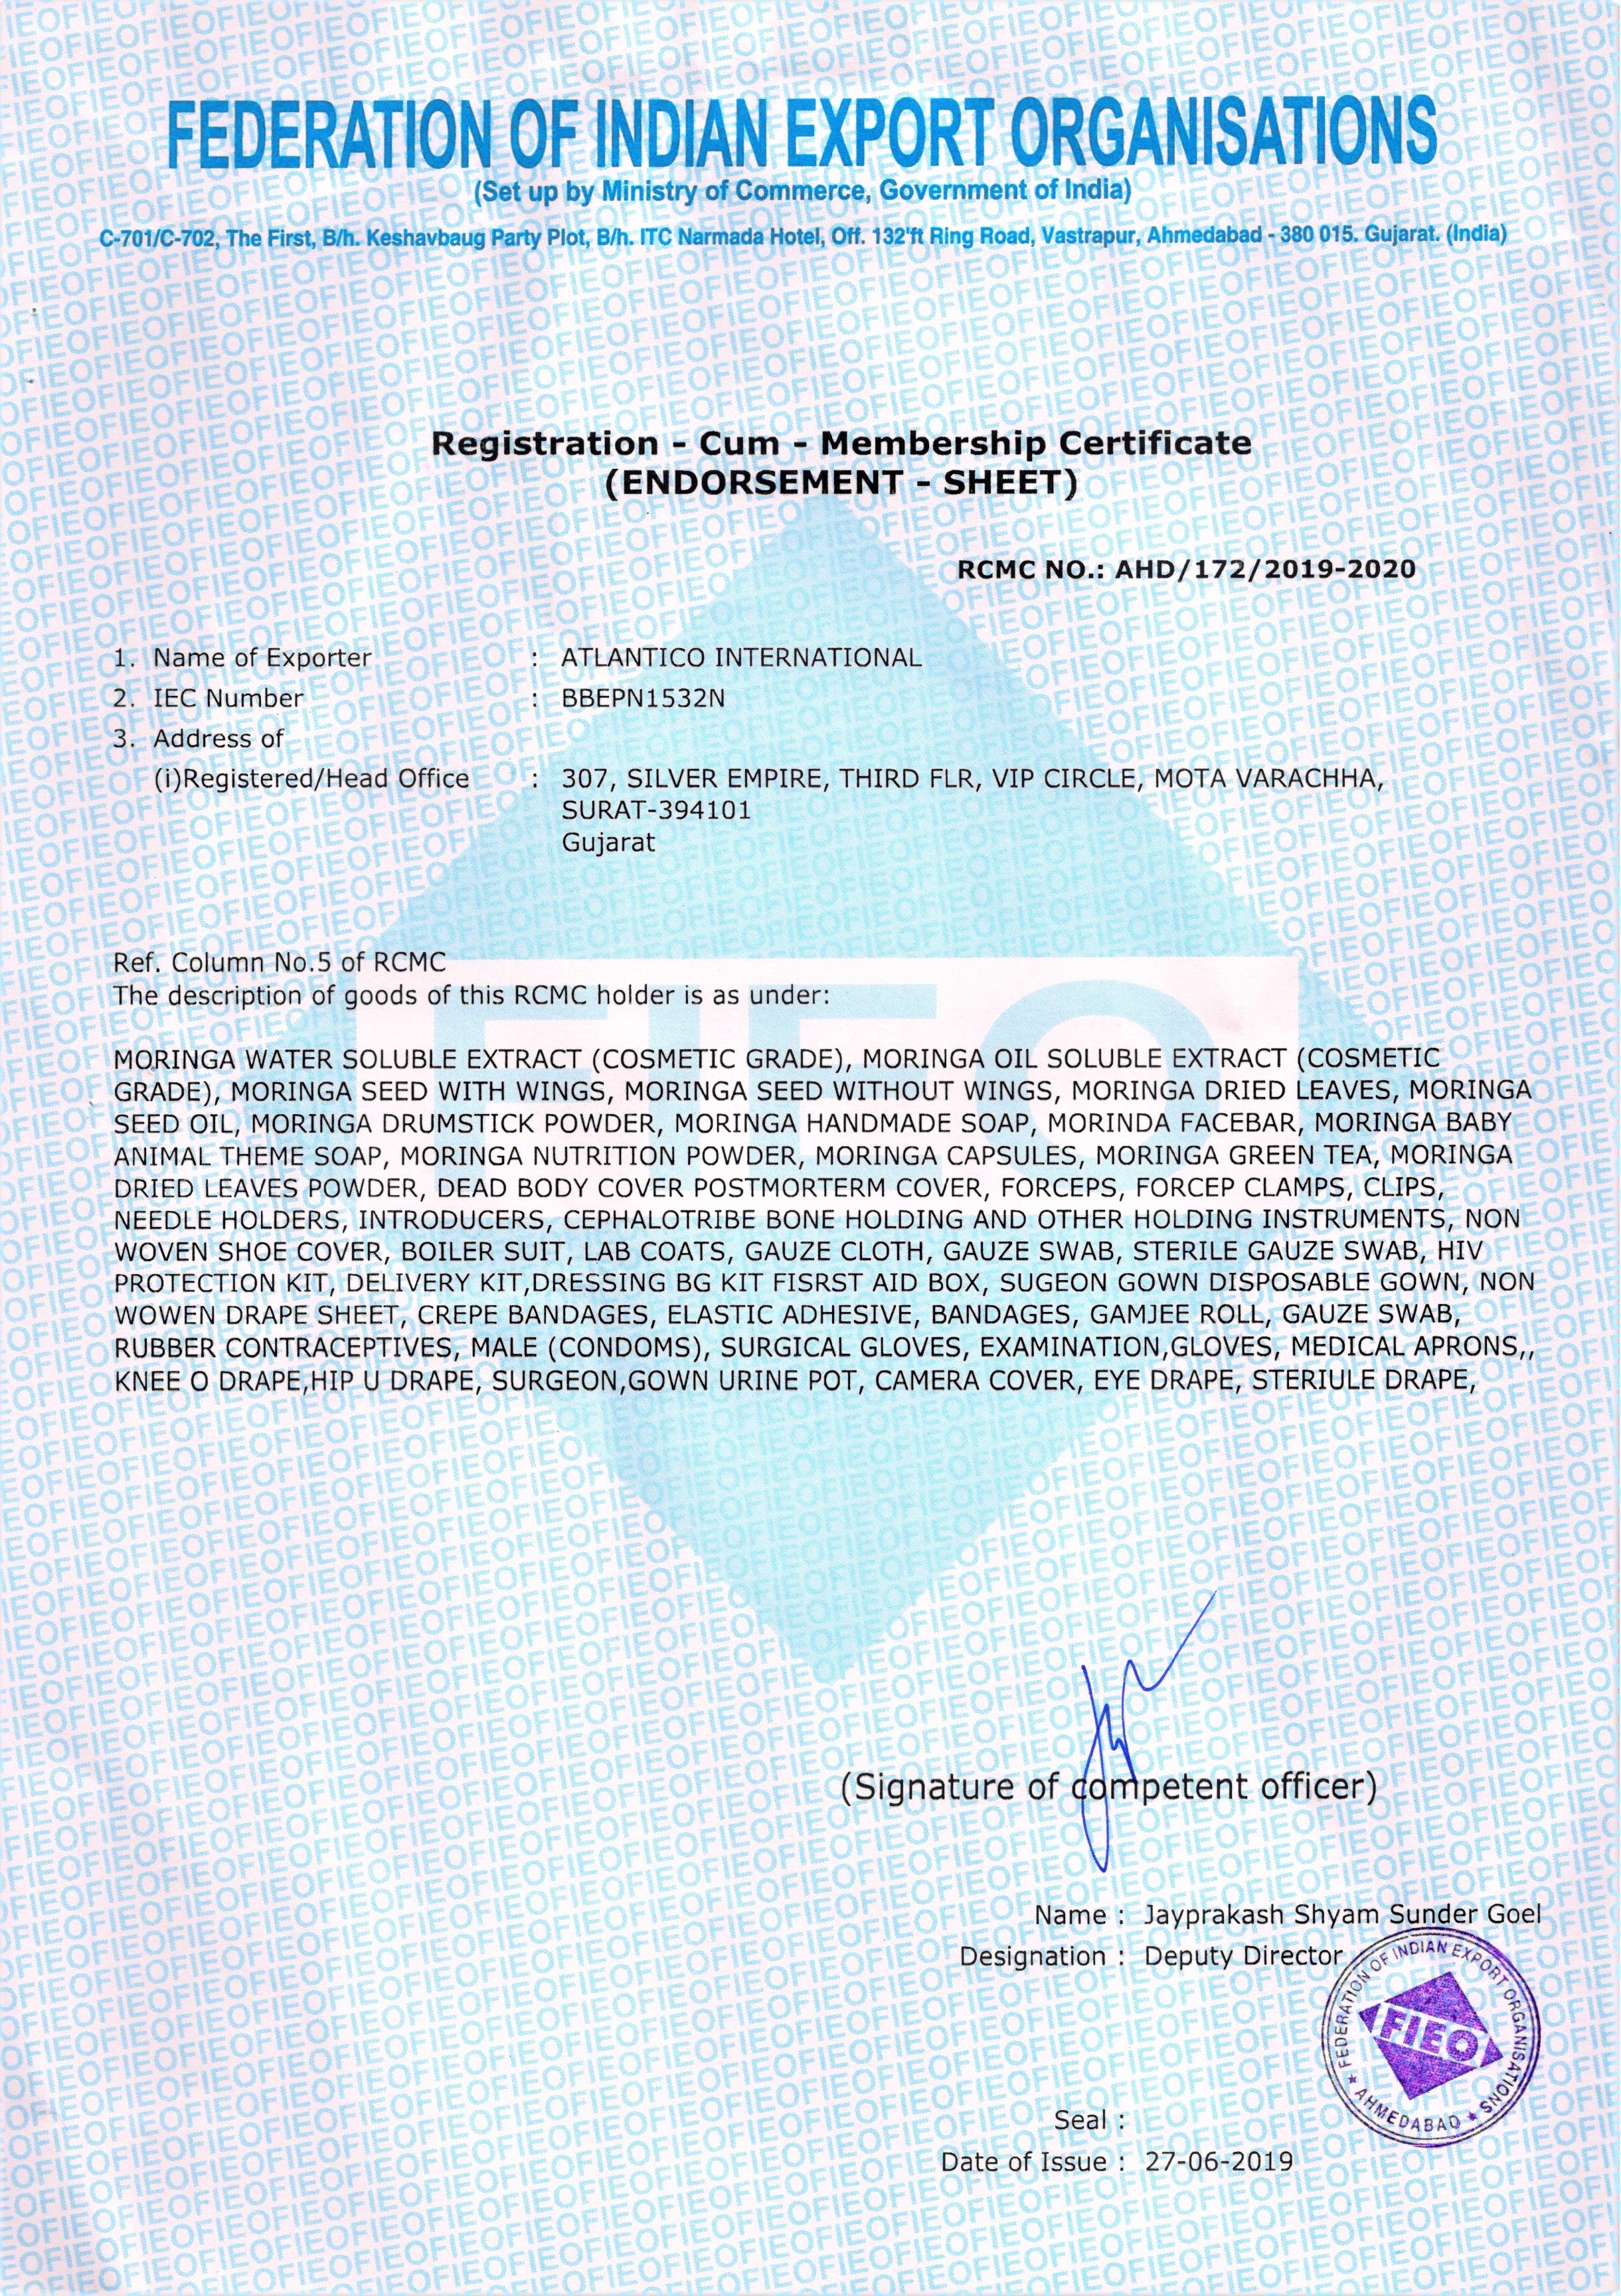 FEDERATION OF INDIAN EXPORT ORGANISATIONS
(Set up by Ministry of Commerce, Government of India)
C-701/C-702, The First, B/h. Keshavbaug Party Plot, B/h. ITC Narmada Hotel, Off. 132'ft Ring Road, Vastrapur, Ahmedabad - 380 015. Gujarat. (India)
Registration - Cum - Membership Certificate
(ENDORSEMENT - SHEET)
RCMC NO.: AHD/172/2019-2020
1. Name of Exporter : ATLANTICO INTERNATIONAL
2. IEC Number : BBEPN1532N
3. Address of
(i)Registered/Head Office : 307, SILVER EMPIRE, THIRD FLR, VIP CIRCLE, MOTA VARACHHA,
SURAT-394101
Gujarat
Ref. Column No.5 of RCMC
The description of goods of this RCMC holder is as under:
MORINGA WATER SOLUBLE EXTRACT (COSMETIC GRADE), MORINGA OIL SOLUBLE EXTRACT (COSMETIC
GRADE), MORINGA SEED WITH WINGS, MORINGA SEED WITHOUT WINGS, MORINGA DRIED LEAVES, MORINGA
SEED OIL, MORINGA DRUMSTICK POWDER, MORINGA HANDMADE SOAP, MORINDA FACEBAR, MORINGA BABY
ANIMAL THEME SOAP, MORINGA NUTRITION POWDER, MORINGA CAPSULES, MORINGA GREEN TEA, MORINGA
DRIED LEAVES POWDER, DEAD BODY COVER POSTMORTERM COVER, FORCEPS, FORCEP CLAMPS, CLIPS,
NEEDLE HOLDERS, INTRODUCERS, CEPHALOTRIBE BONE HOLDING AND OTHER HOLDING INSTRUMENTS, NON
WOVEN SHOE COVER, BOILER SUIT, LAB COATS, GAUZE CLOTH, GAUZE SWAB, STERILE GAUZE SWAB, HIV
PROTECTION KIT, DELIVERY KIT,DRESSING BG KIT FISRST AID BOX, SUGEON GOWN DISPOSABLE GOWN, NON
WOWEN DRAPE SHEET, CREPE BANDAGES, ELASTIC ADHESIVE, BANDAGES, GAMJEE ROLL, GAUZE SWAB,
RUBBER CONTRACEPTIVES, MALE (CONDOMS), SURGICAL GLOVES, EXAMINATION,GLOVES, MEDICAL APRONS,,
KNEE O DRAPE,HIP U DRAPE, SURGEON,GOWN URINE POT, CAMERA COVER, EYE DRAPE, STERIULE DRAPE,
FIEO
(Signature of competent officer)
Name : Jayprakash Shyam Sunder Goel
Designation : Deputy Director
FEDERATION OF INDIAN EXPORT ORGANISATIONS
FIEO
★ AHMEDABAD ★
Seal :
Date of Issue : 27-06-2019